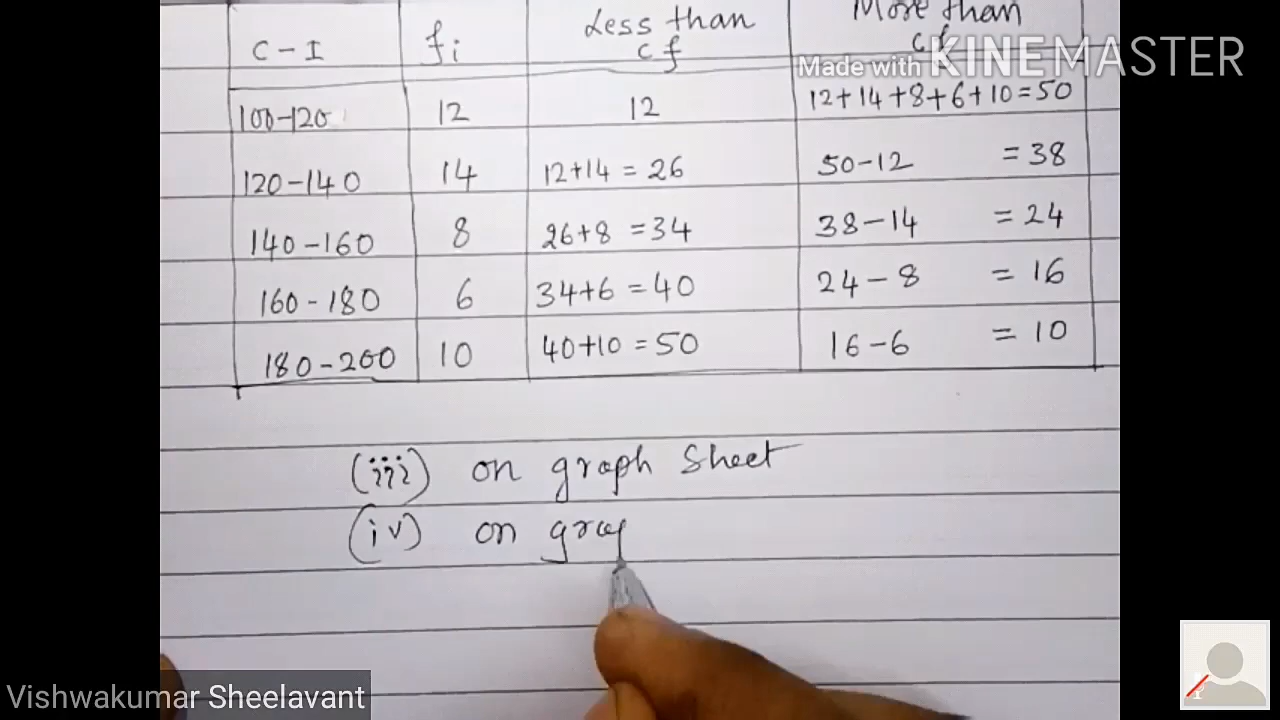 C-I fi Less than cf More than cf
Made with KINEMASTER
100-120 12 12 12+14+8+6+10=50
120-140 14 12+14=26 50-12 =38
140-160 8 26+8=34 38-14 =24
160-180 6 34+6=40 24-8 =16
180-200 10 40+10=50 16-6 =10
(iii) on graph Sheet
(iv) on grap
Vishwakumar Sheelavant